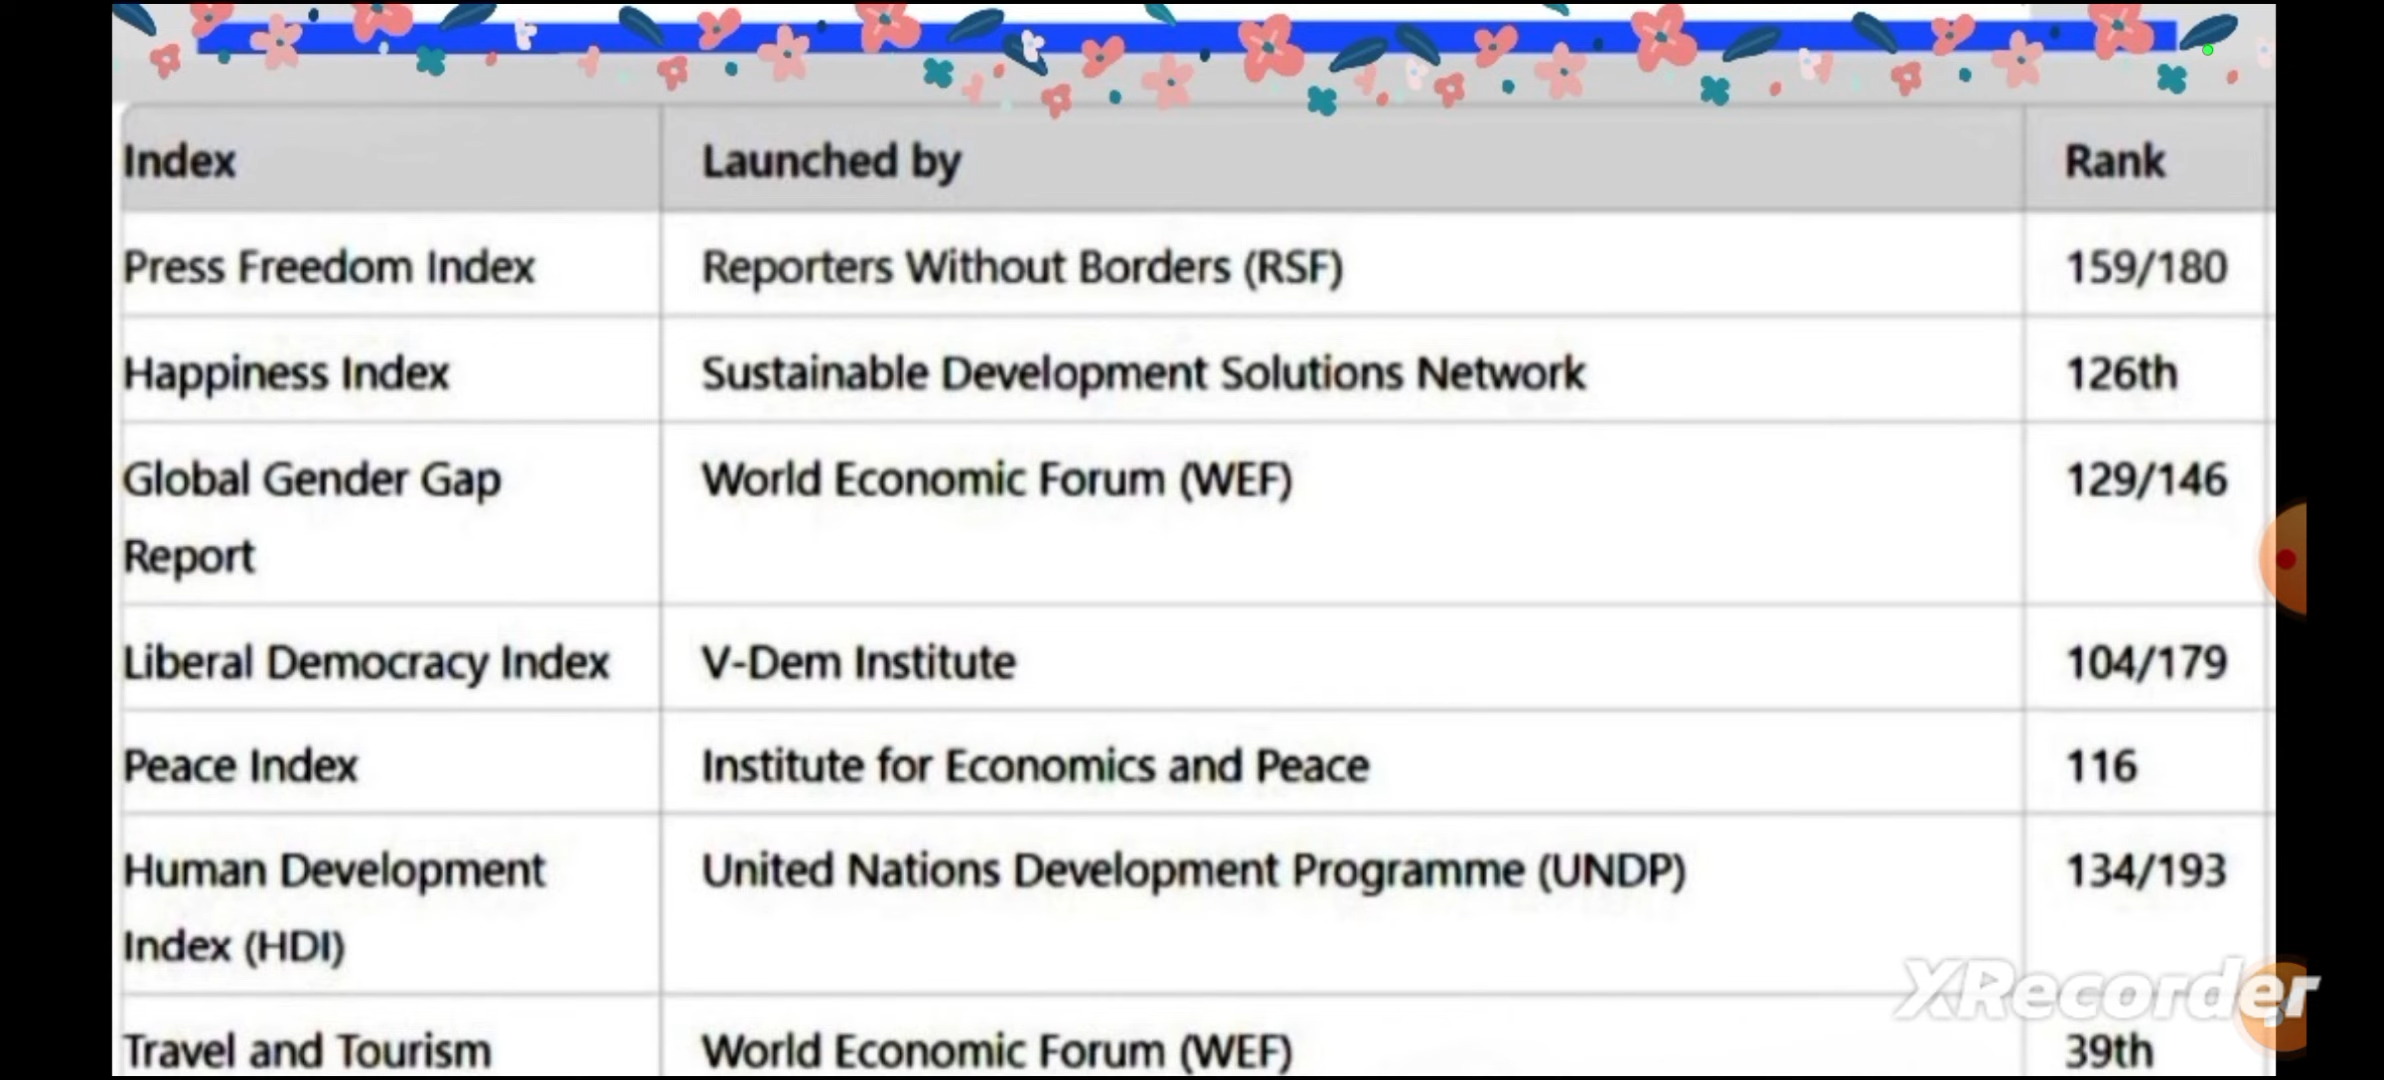 Index Launched by Rank
Press Freedom Index Reporters Without Borders (RSF) 159/180
Happiness Index Sustainable Development Solutions Network 126th
Global Gender Gap World Economic Forum (WEF) 129/146
Report
Liberal Democracy Index V-Dem Institute 104/179
Peace Index Institute for Economics and Peace 116
Human Development United Nations Development Programme (UNDP) 134/193
Index (HDI)
XRecorder
Travel and Tourism World Economic Forum (WEF) 39th